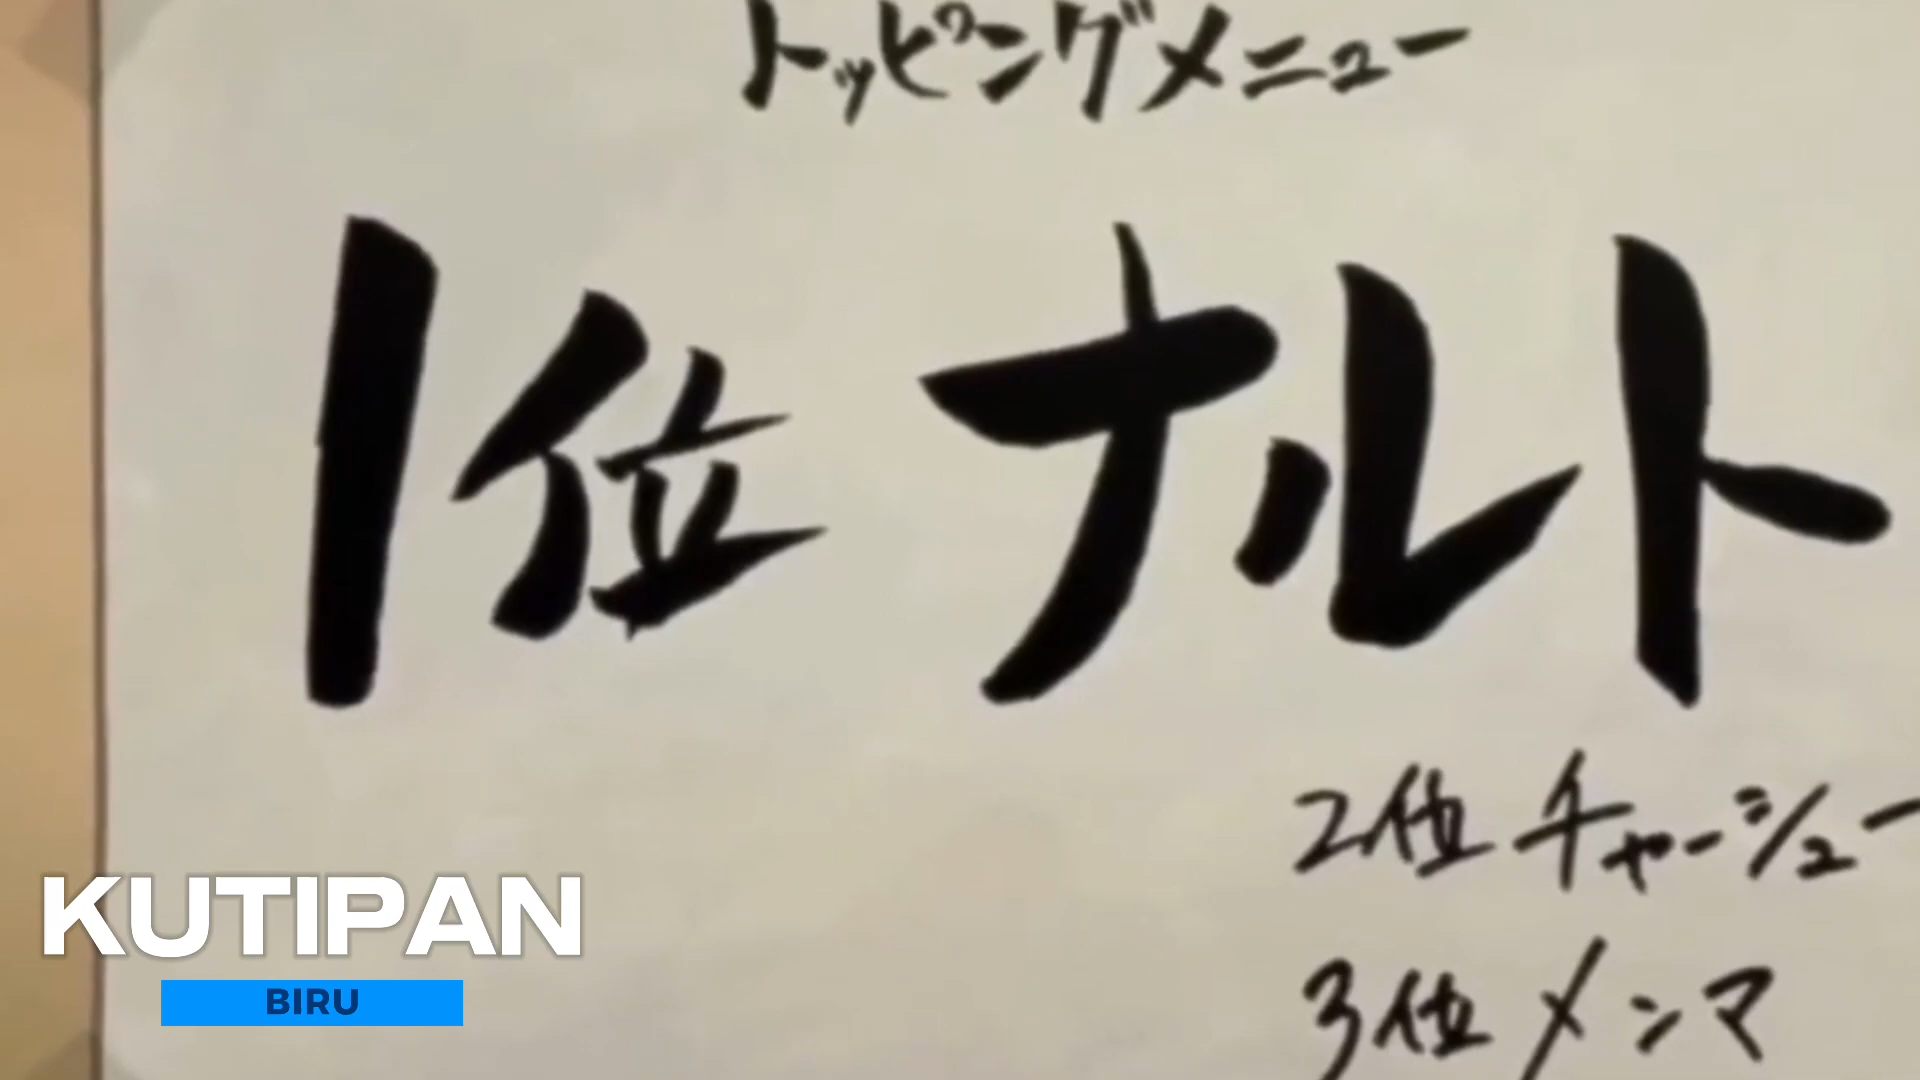 トッピングメニュー
1位 ナルト
2位 チャーシュー
3位 メンマ
KUTIPAN
BIRU